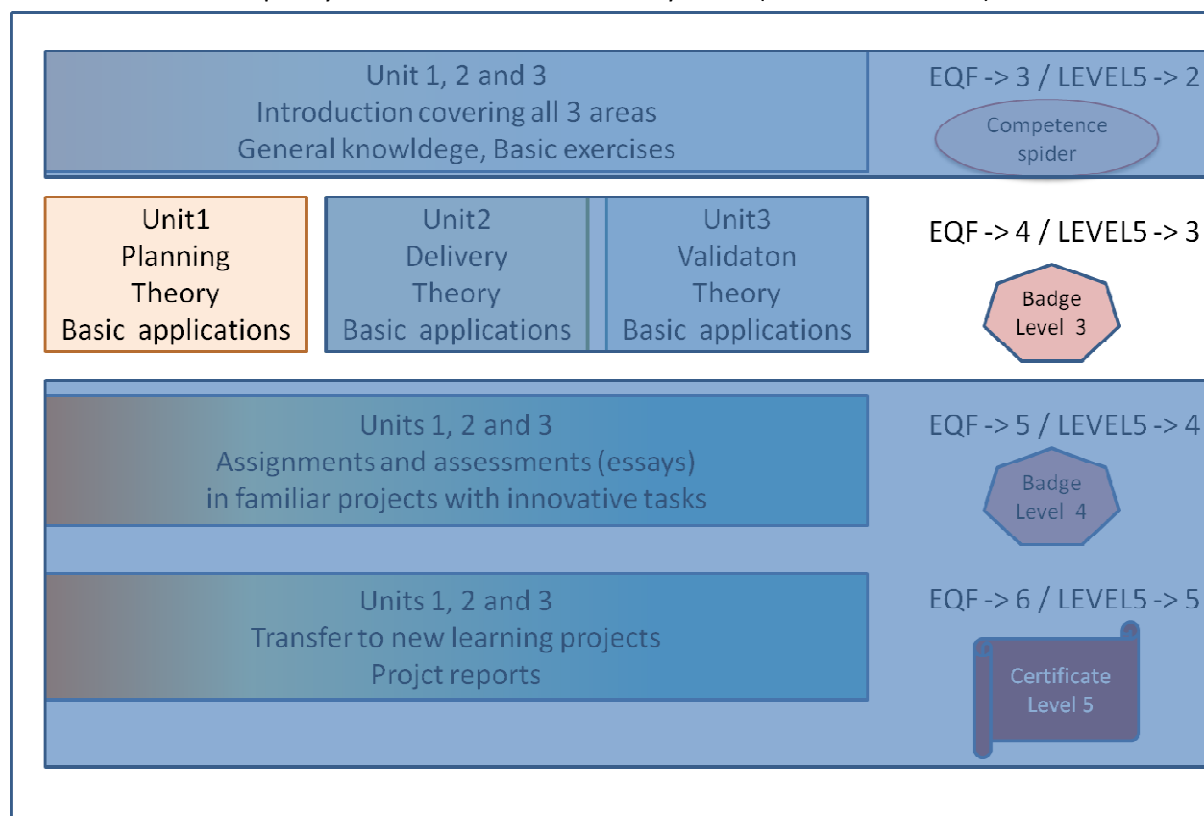 Unit 1, 2 and 3
Introduction covering all 3 areas
General knowldege, Basic exercises
EQF -> 3 / LEVEL5 -> 2
Competence
spider
Unit1
Planning
Theory
Basic applications
Unit2
Delivery
Theory
Basic applications
Unit3
Validaton
Theory
Basic applications
EQF -> 4 / LEVEL5 -> 3
Badge
Level 3
Units 1, 2 and 3
Assignments and assessments (essays)
in familiar projects with innovative tasks
EQF -> 5 / LEVEL5 -> 4
Badge
Level 4
Units 1, 2 and 3
Transfer to new learning projects
Projct reports
EQF -> 6 / LEVEL5 -> 5
Certificate
Level 5